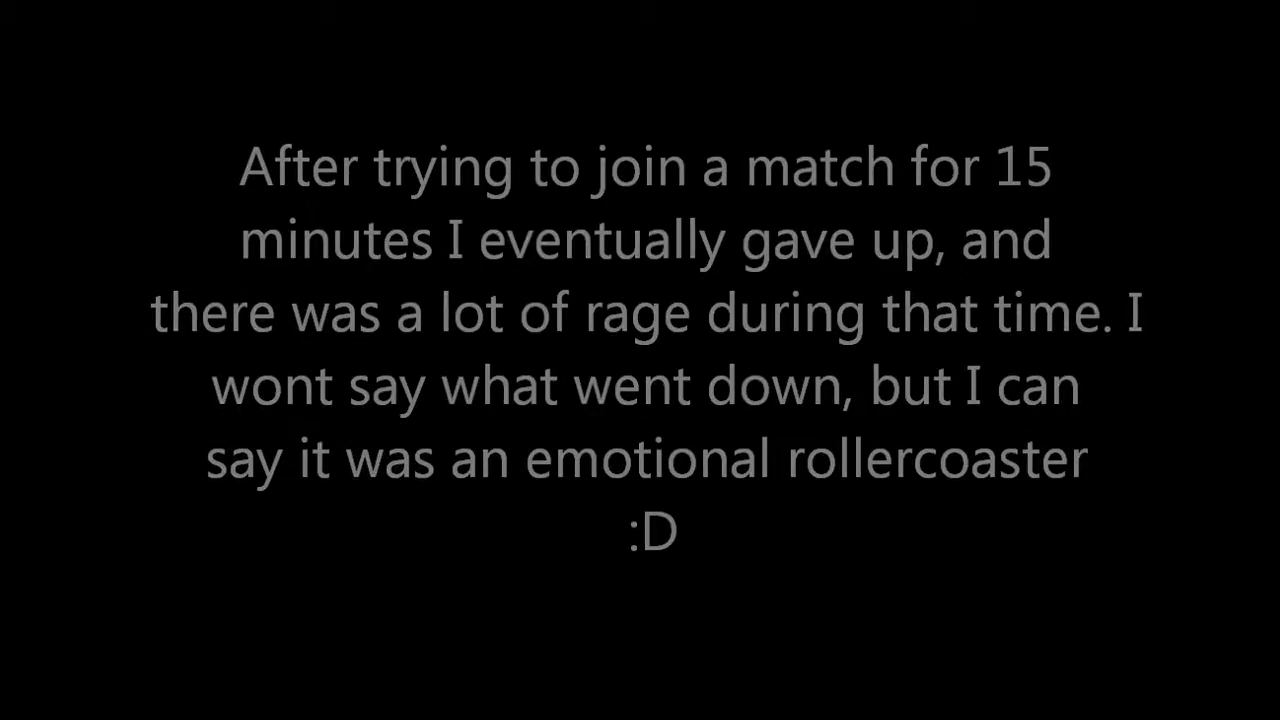 After trying to join a match for 15
minutes I eventually gave up, and
there was a lot of rage during that time. I
wont say what went down, but I can
say it was an emotional rollercoaster
:D